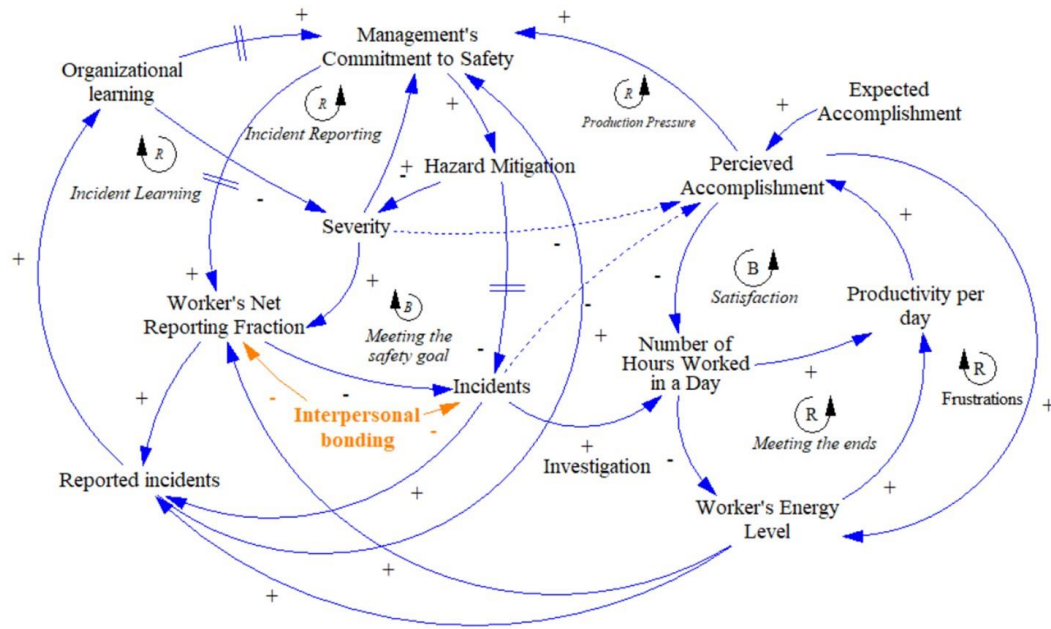 Management's
Commitment to Safety
Organizational
learning
Expected
Accomplishment
R
Incident Reporting
R
Production Pressure
R
Incident Learning
Hazard Mitigation
Percieved
Accomplishment
Severity
B
Satisfaction
Worker's Net
Reporting Fraction
B
Meeting the
safety goal
Productivity per
day
Number of
Hours Worked
in a Day
Incidents
R
Frustrations
Interpersonal
bonding
R
Meeting the ends
Investigation
Reported incidents
Worker's Energy
Level
+
+
+
+
+
+
-
-
-
+
+
+
-
-
+
+
-
+
-
+
-
-
-
+
+
-
+
+
+
+
+